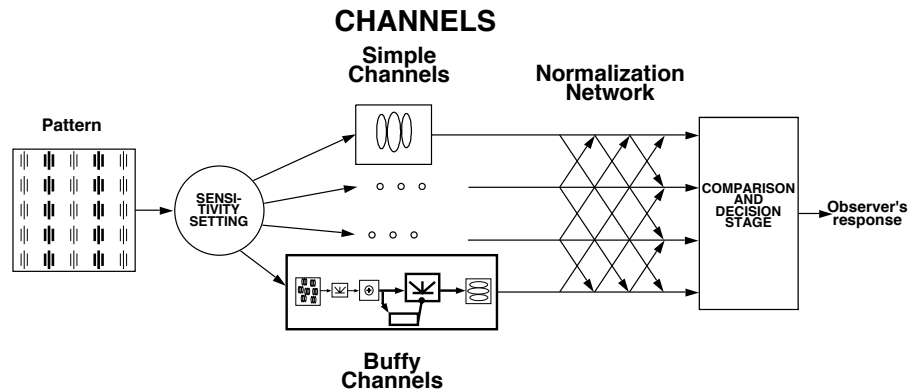 CHANNELS
Simple
Channels
Normalization
Network
Pattern
SENSI-
TIVITY
SETTING
COMPARISON
AND
DECISION
STAGE
Observer's
response
Buffy
Channels